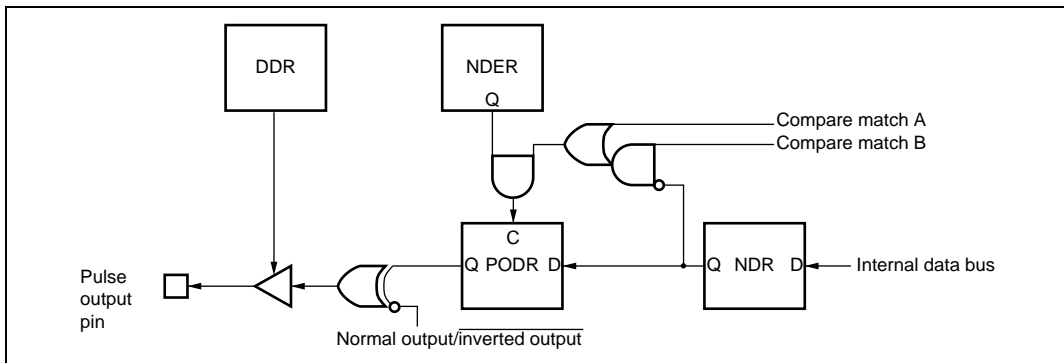 DDR
NDER
Q
Compare match A
Compare match B
C
Q PODR D
Q NDR D
Internal data bus
Pulse
output
pin
Normal output/inverted output